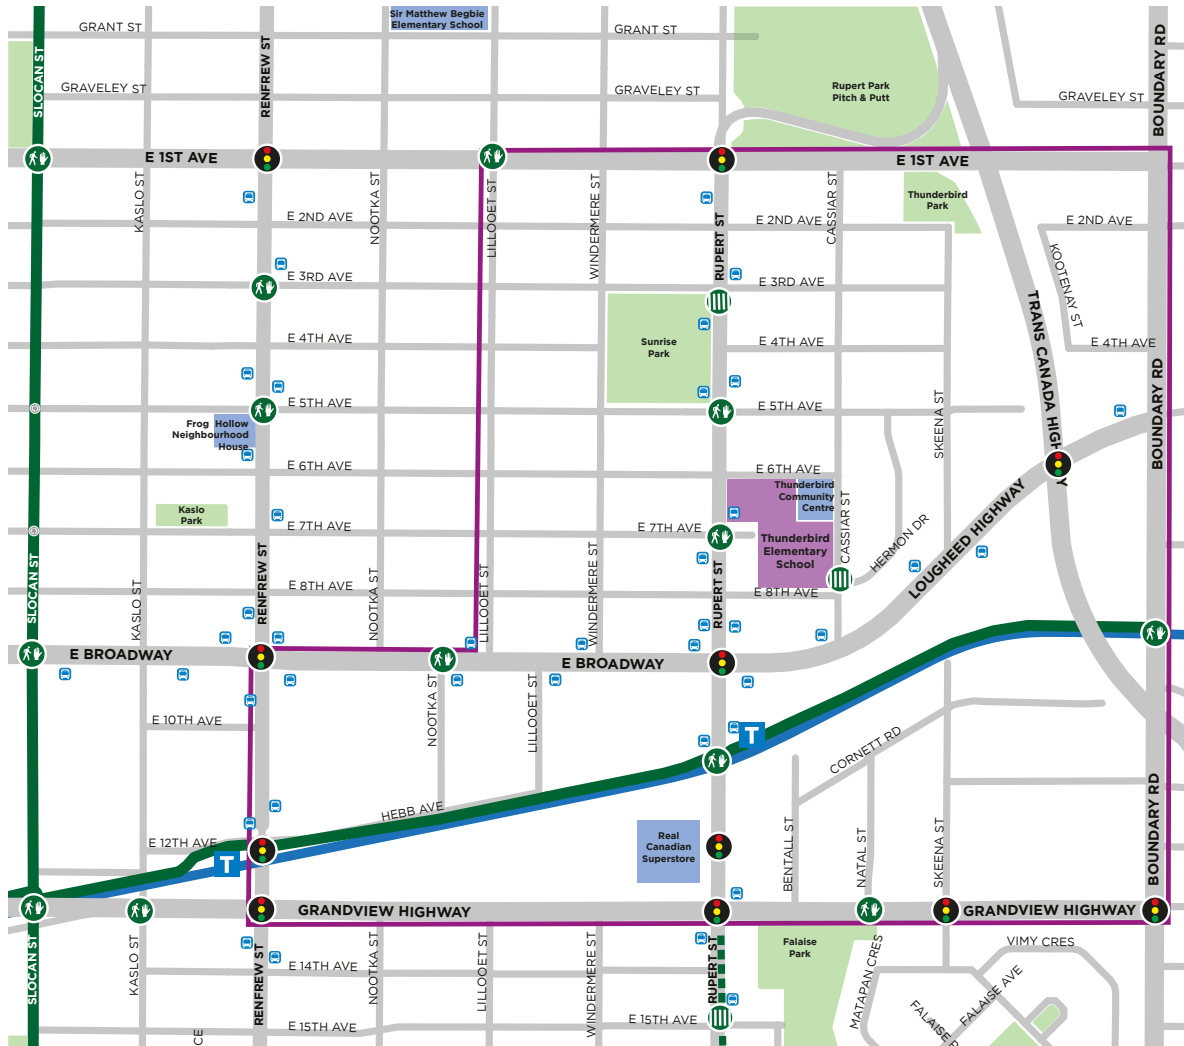 Sir Matthew Begbie
Elementary School
GRANT ST
GRANT ST
SLOCAN ST
RENFREW ST
BOUNDARY RD
GRAVELEY ST
GRAVELEY ST
Rupert Park
Pitch & Putt
GRAVELEY ST
E 1ST AVE
E 1ST AVE
KASLO ST
NOOTKA ST
LILLOOET ST
WINDERMERE ST
RUPERT ST
CASSIAR ST
Thunderbird
Park
E 2ND AVE
E 2ND AVE
E 2ND AVE
KOOTENAY ST
E 3RD AVE
E 3RD AVE
TRANS CANADA HIGHWAY
E 4TH AVE
Sunrise
Park
E 4TH AVE
E 4TH AVE
BOUNDARY RD
SKEENA ST
E 5TH AVE
E 5TH AVE
Frog Hollow
Neighbourhood
House
E 6TH AVE
E 6TH AVE
Thunderbird
Community
Centre
Kaslo
Park
E 7TH AVE
E 7TH AVE
Thunderbird
Elementary
School
CASSIAR ST
HERMON DR
LOUGHEED HIGHWAY
SLOCAN ST
KASLO ST
RENFREW ST
NOOTKA ST
LILLOOET ST
WINDERMERE ST
RUPERT ST
E 8TH AVE
E 8TH AVE
E BROADWAY
E BROADWAY
NOOTKA ST
LILLOOET ST
E 10TH AVE
T
CORNETT RD
HEBB AVE
E 12TH AVE
T
Real
Canadian
Superstore
BENTALL ST
NATAL ST
SKEENA ST
BOUNDARY RD
GRANDVIEW HIGHWAY
GRANDVIEW HIGHWAY
SLOCAN ST
KASLO ST
RENFREW ST
NOOTKA ST
LILLOOET ST
WINDERMERE ST
RUPERT ST
Falaise
Park
MATAPAN CRES
VIMY CRES
E 14TH AVE
FALAISE AVE
FALAISE
E 15TH AVE
E 15TH AVE
CE